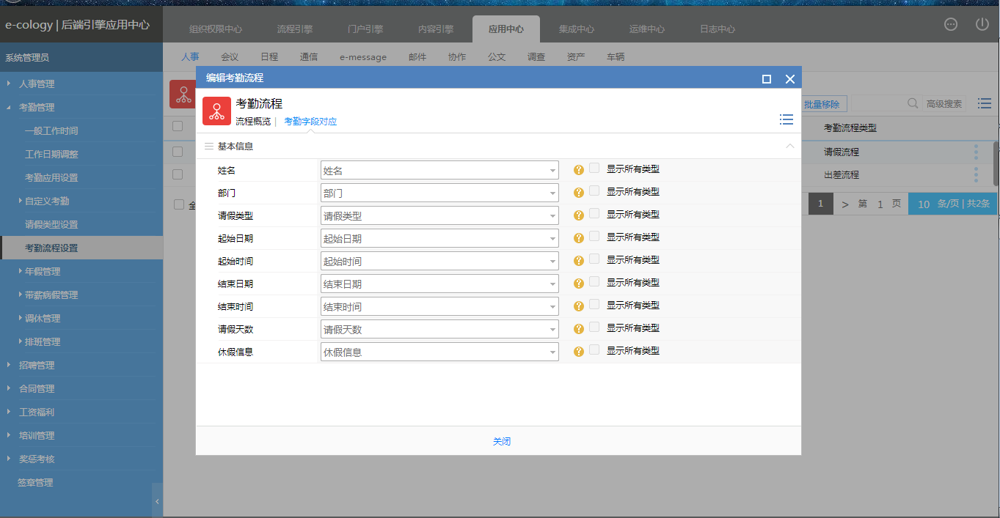 e-cology | 后端引擎应用中心
组织权限中心 流程引擎 门户引擎 内容引擎 应用中心 集成中心 运维中心 日志中心
系统管理员
人事 会议 日程 通信 e-message 邮件 协作 公文 调查 资产 车辆
人事管理
考勤管理
一般工作时间
工作日期调整
考勤应用设置
自定义考勤
请假类型设置
考勤流程设置
年假管理
带薪病假管理
调休管理
排班管理
招聘管理
合同管理
工资福利
培训管理
奖惩考核
签章管理
编辑考勤流程
考勤流程
流程概览 | 考勤字段对应
基本信息
姓名 姓名 ? 显示所有类型
部门 部门 ? 显示所有类型
请假类型 请假类型 ? 显示所有类型
起始日期 起始日期 ? 显示所有类型
起始时间 起始时间 ? 显示所有类型
结束日期 结束日期 ? 显示所有类型
结束时间 结束时间 ? 显示所有类型
请假天数 请假天数 ? 显示所有类型
休假信息 休假信息 ? 显示所有类型
关闭
批量移除 高级搜索
考勤流程类型
请假流程
出差流程
全
1 > 第 1 页 10 条/页 | 共2条